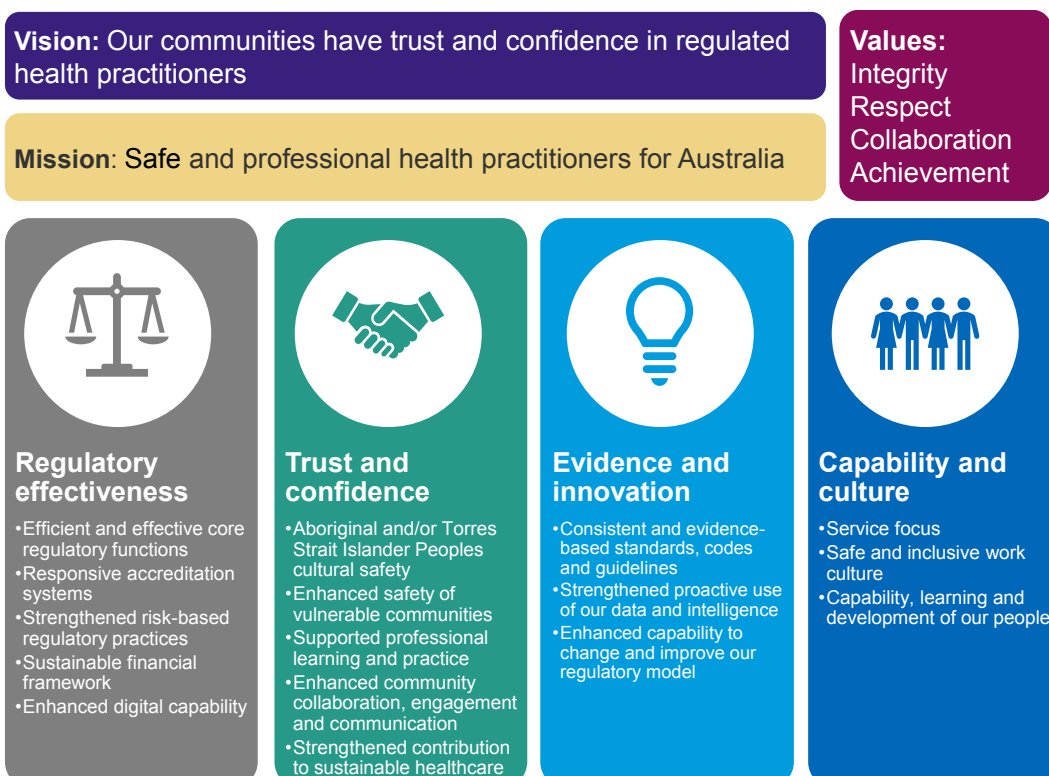 Vision: Our communities have trust and confidence in regulated
health practitioners
Values:
Integrity
Respect
Collaboration
Achievement
Mission: Safe and professional health practitioners for Australia
Regulatory
effectiveness
•Efficient and effective core
regulatory functions
•Responsive accreditation
systems
•Strengthened risk-based
regulatory practices
•Sustainable financial
framework
•Enhanced digital capability
Trust and
confidence
•Aboriginal and/or Torres
Strait Islander Peoples
cultural safety
•Enhanced safety of
vulnerable communities
•Supported professional
learning and practice
•Enhanced community
collaboration, engagement
and communication
•Strengthened contribution
to sustainable healthcare
Evidence and
innovation
•Consistent and evidence-
based standards, codes
and guidelines
•Strengthened proactive use
of our data and intelligence
•Enhanced capability to
change and improve our
regulatory model
Capability and
culture
•Service focus
•Safe and inclusive work
culture
•Capability, learning and
development of our people